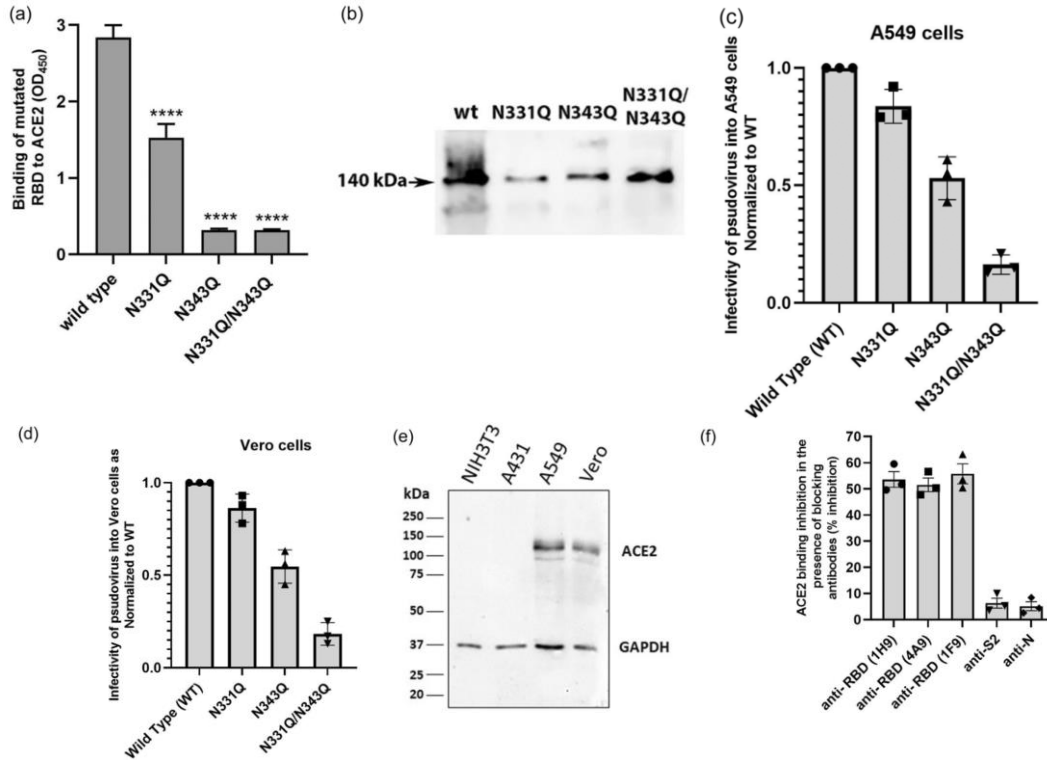 (a)
Binding of mutated
RBD to ACE2 (OD450)
3
2
1
0
****
****
****
wild type
N331Q
N343Q
N331Q/N343Q
(b)
wt
N331Q
N343Q
N331Q/
N343Q
140 kDa
(c)
A549 cells
Infectivity of psudovirus into A549 cells
Normalized to WT
1.0
0.5
0.0
Wild Type (WT)
N331Q
N343Q
N331Q/N343Q
(d)
Vero cells
Infectivity of psudovirus into Vero cells as
Normalized to WT
1.0
0.5
0.0
Wild Type (WT)
N331Q
N343Q
N331Q/N343Q
(e)
NIH3T3
A431
A549
Vero
kDa
250
150
100
75
50
37
25
20
ACE2
GAPDH
(f)
ACE2 binding inhibition in the
presence of blocking
antibodies (% inhibition)
70
60
50
40
30
20
10
0
anti-RBD (1H9)
anti-RBD (4A9)
anti-RBD (1F9)
anti-S2
anti-N